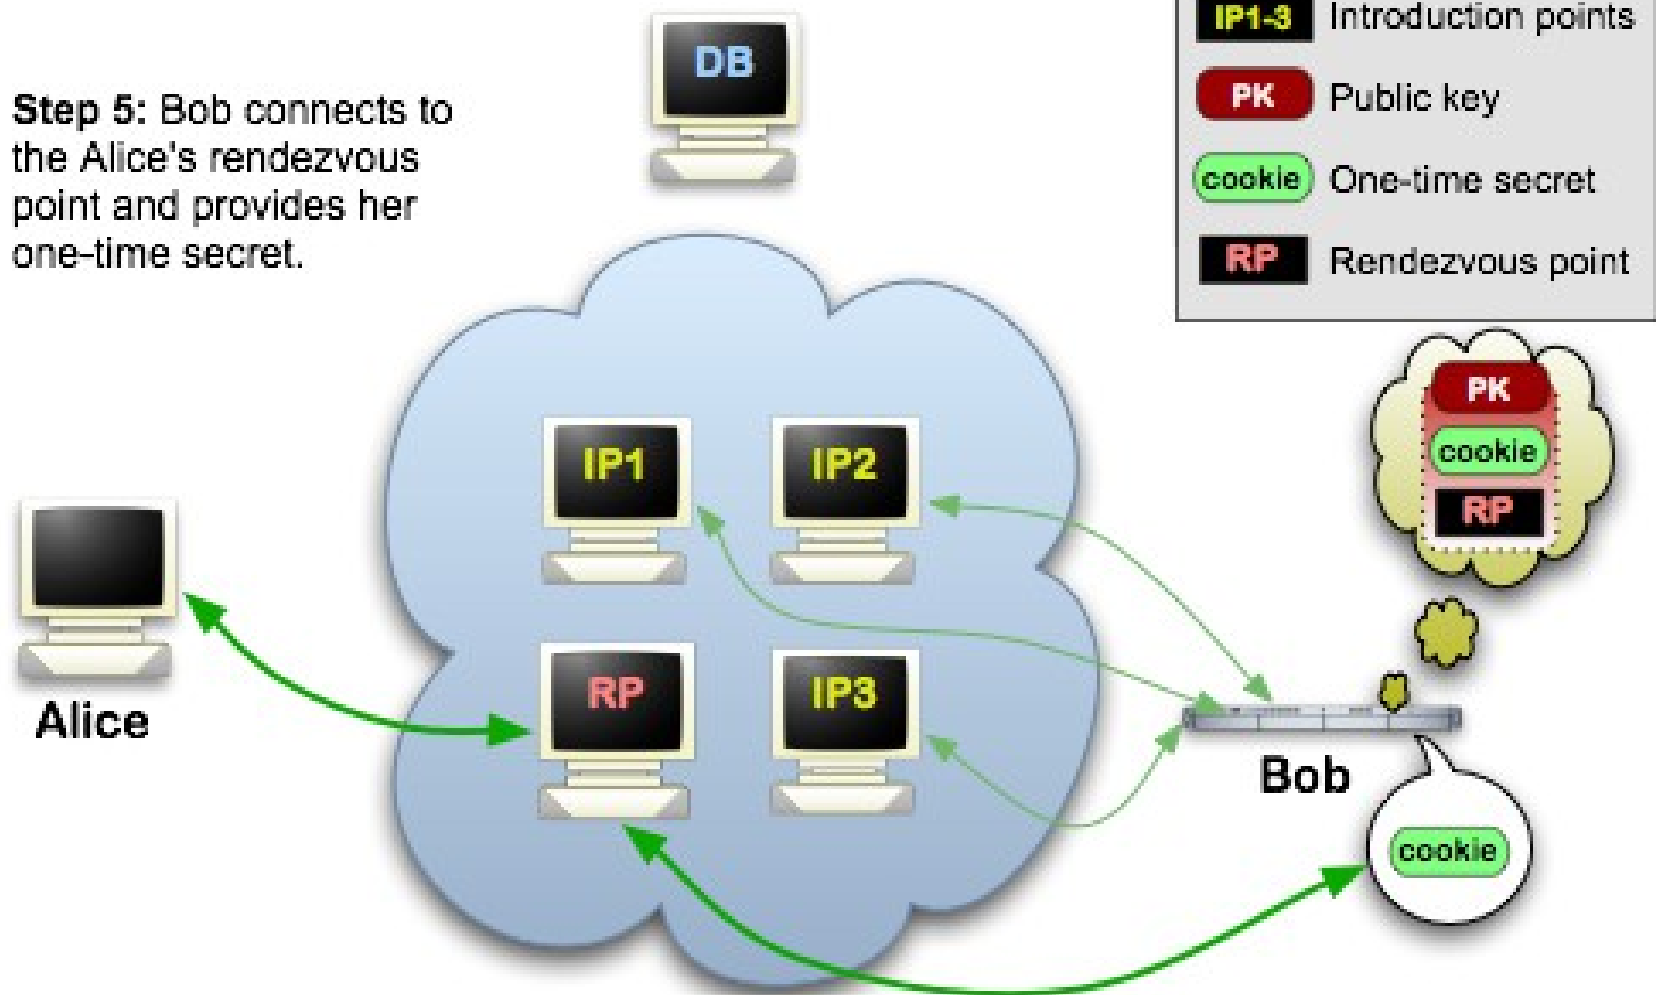 DB
Step 5: Bob connects to
the Alice's rendezvous
point and provides her
one-time secret.
IP1-3 Introduction points
PK Public key
cookie One-time secret
RP Rendezvous point
PK
cookie
RP
IP1
IP2
RP
IP3
Alice
Bob
cookie